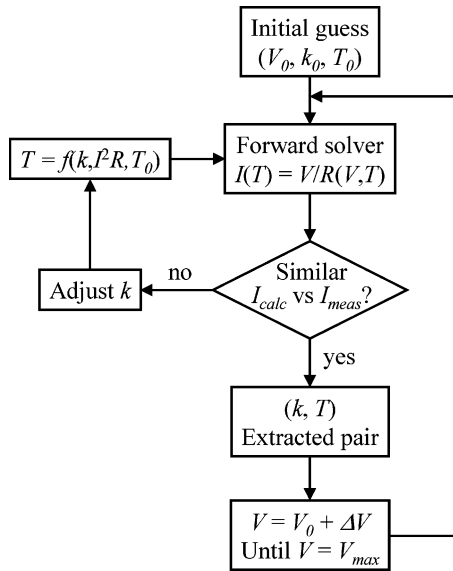 Initial guess
(V0, k0, T0)
T = f(k,I²R,T0)
Forward solver
I(T) = V/R(V,T)
Similar
Icalc vs Imeas?
no
Adjust k
yes
(k, T)
Extracted pair
V = V0 + ΔV
Until V = Vmax